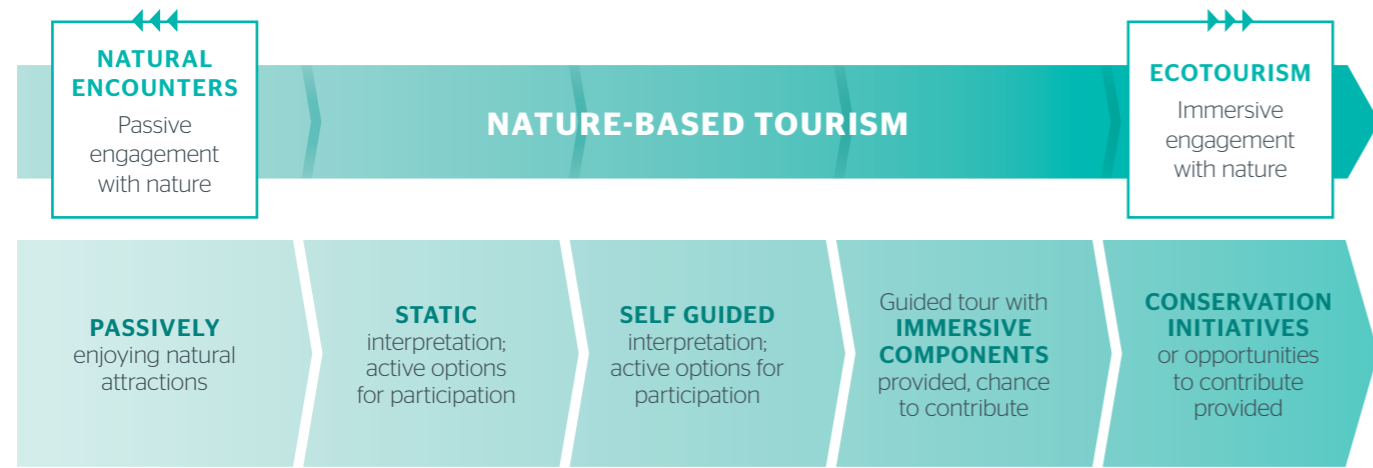 NATURAL
ENCOUNTERS
Passive
engagement
with nature
NATURE-BASED TOURISM
ECOTOURISM
Immersive
engagement
with nature
PASSIVELY
enjoying natural
attractions
STATIC
interpretation;
active options
for participation
SELF GUIDED
interpretation;
active options for
participation
Guided tour with
IMMERSIVE
COMPONENTS
provided, chance
to contribute
CONSERVATION
INITIATIVES
or opportunities
to contribute
provided